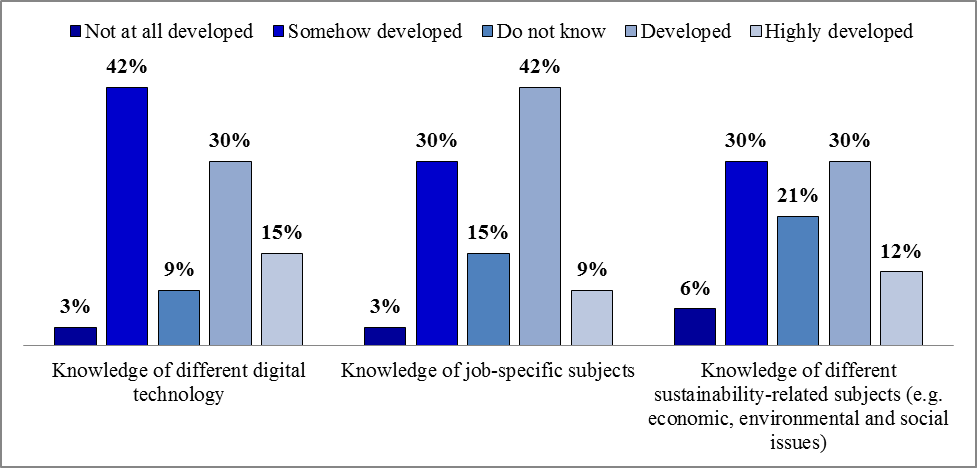 Not at all developed Somehow developed Do not know Developed Highly developed
3% 42% 9% 30% 15%
3% 30% 15% 42% 9%
6% 30% 21% 30% 12%
Knowledge of different digital
technology
Knowledge of job-specific subjects
Knowledge of different
sustainability-related subjects (e.g.
economic, environmental and social
issues)